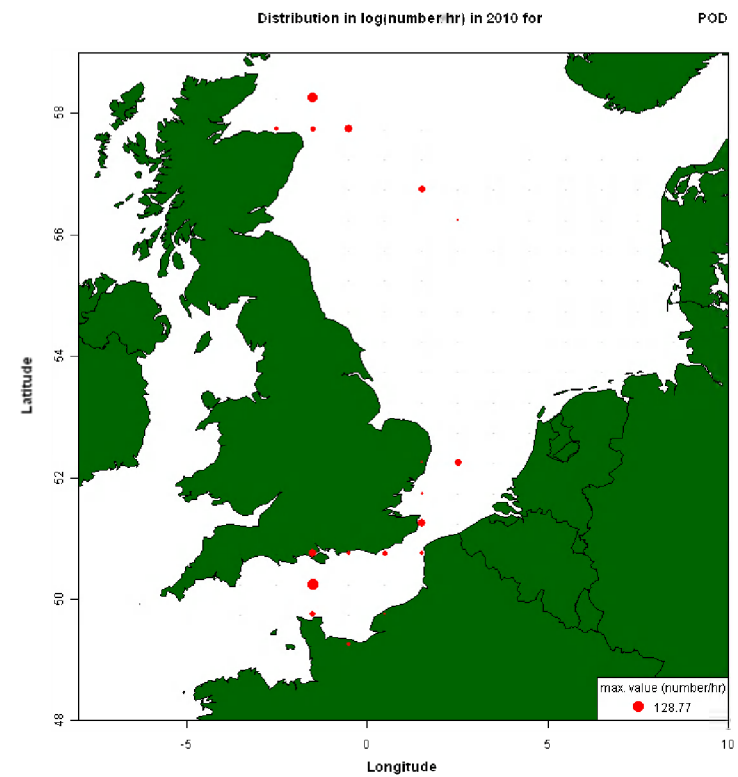 Distribution in log(number/hr) in 2010 for POD
58
56
54
52
50
48
Latitude
-5 0 5 10
Longitude
max. value (number/hr)
128.77